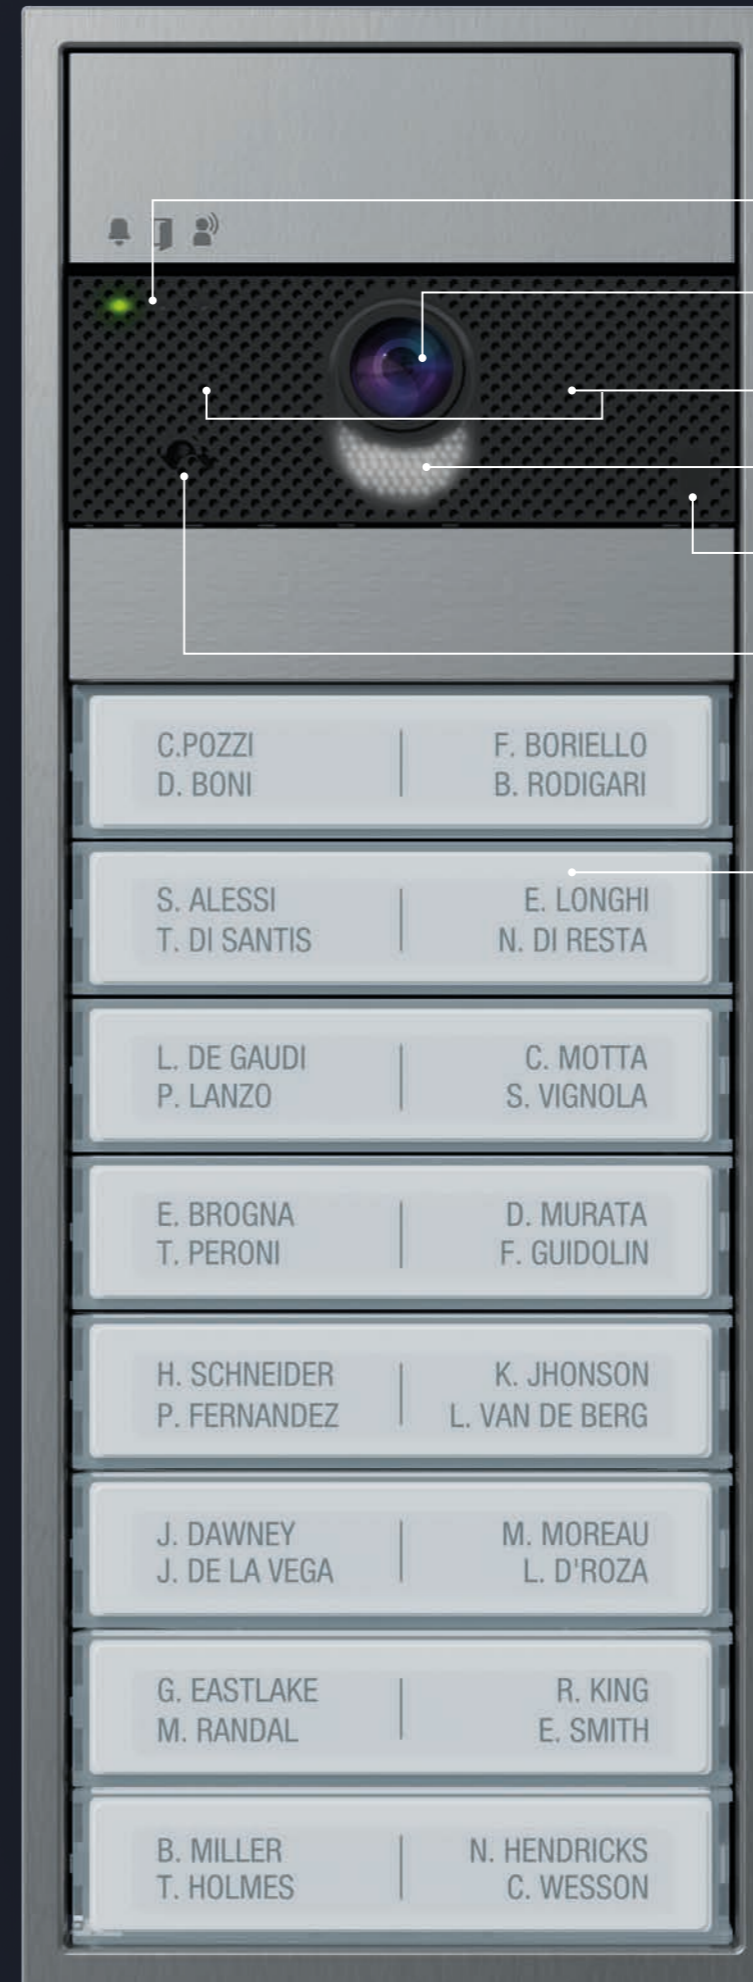 C.POZZI
D. BONI
F. BORIELLO
B. RODIGARI
S. ALESSI
T. DI SANTIS
E. LONGHI
N. DI RESTA
L. DE GAUDI
P. LANZO
C. MOTTA
S. VIGNOLA
E. BROGNA
T. PERONI
D. MURATA
F. GUIDOLIN
H. SCHNEIDER
P. FERNANDEZ
K. JHONSON
L. VAN DE BERG
J. DAWNEY
J. DE LA VEGA
M. MOREAU
L. D'ROZA
G. EASTLAKE
M. RANDAL
R. KING
E. SMITH
B. MILLER
T. HOLMES
N. HENDRICKS
C. WESSON